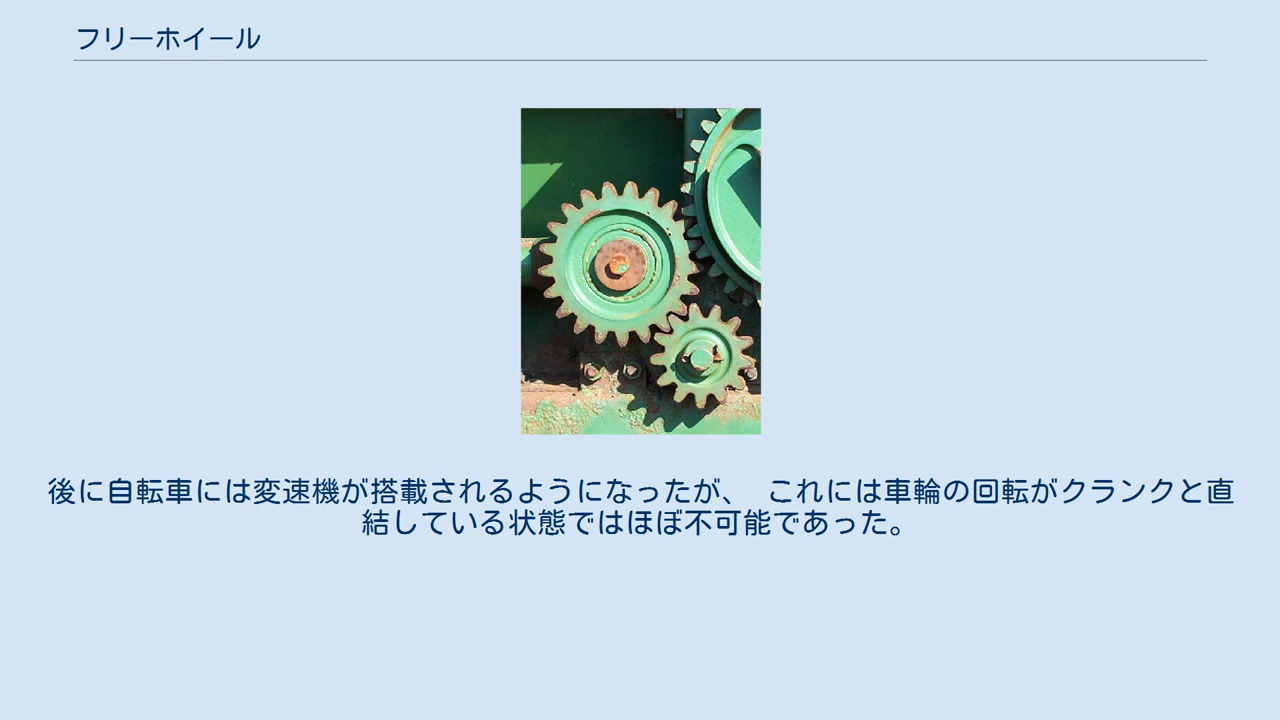 フリーホイール
後に自転車には変速機が搭載されるようになったが、 これには車輪の回転がクランクと直
結している状態ではほぼ不可能であった。